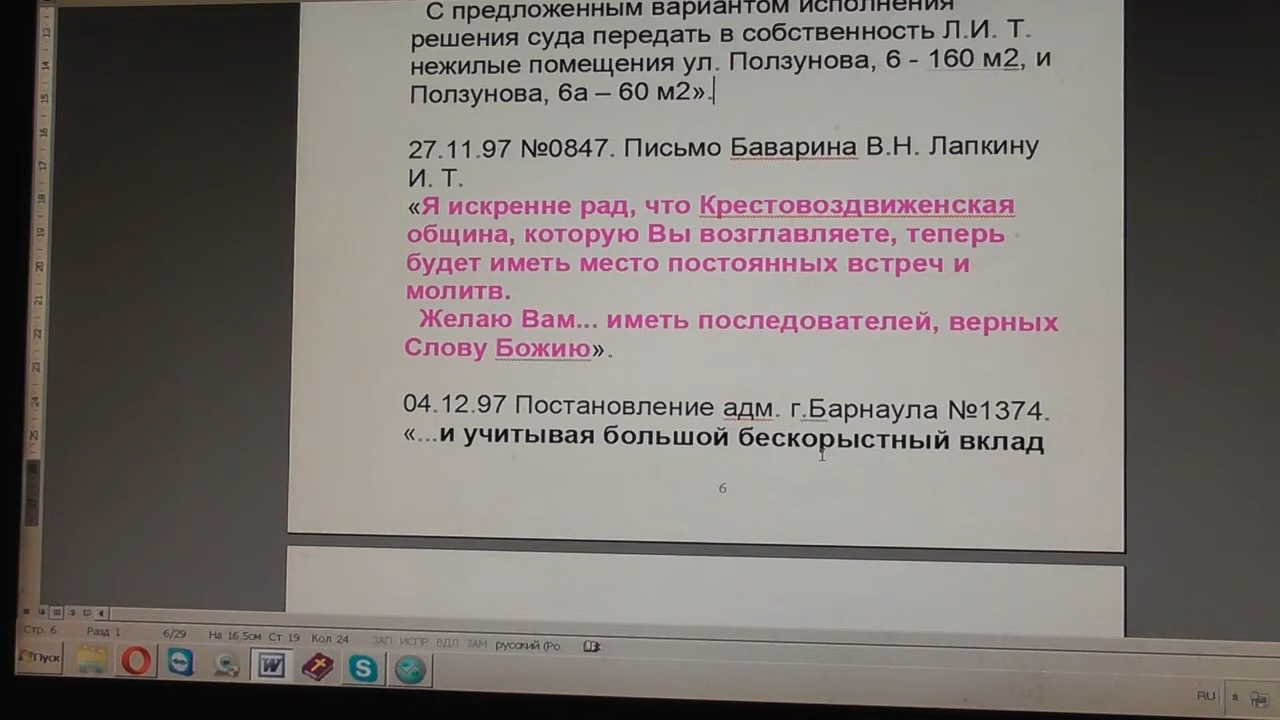 С предложенным вариантом исполнения
решения суда передать в собственность Л.И. Т.
нежилые помещения ул. Ползунова, 6 - 160 м2, и
Ползунова, 6а – 60 м2».
27.11.97 №0847. Письмо Баварина В.Н. Лапкину
И. Т.
«Я искренне рад, что Крестовоздвиженская
община, которую Вы возглавляете, теперь
будет иметь место постоянных встреч и
молитв.
Желаю Вам... иметь последователей, верных
Слову Божию».
04.12.97 Постановление адм. г.Барнаула №1374.
«...и учитывая большой бескорыстный вклад
6
Стр. 6 Разд 1 6/29 На 16,5см Ст 19 Кол 24 ЗАП ИСПР ВДЛ ЗАМ русский (Ро
Пуск
RU